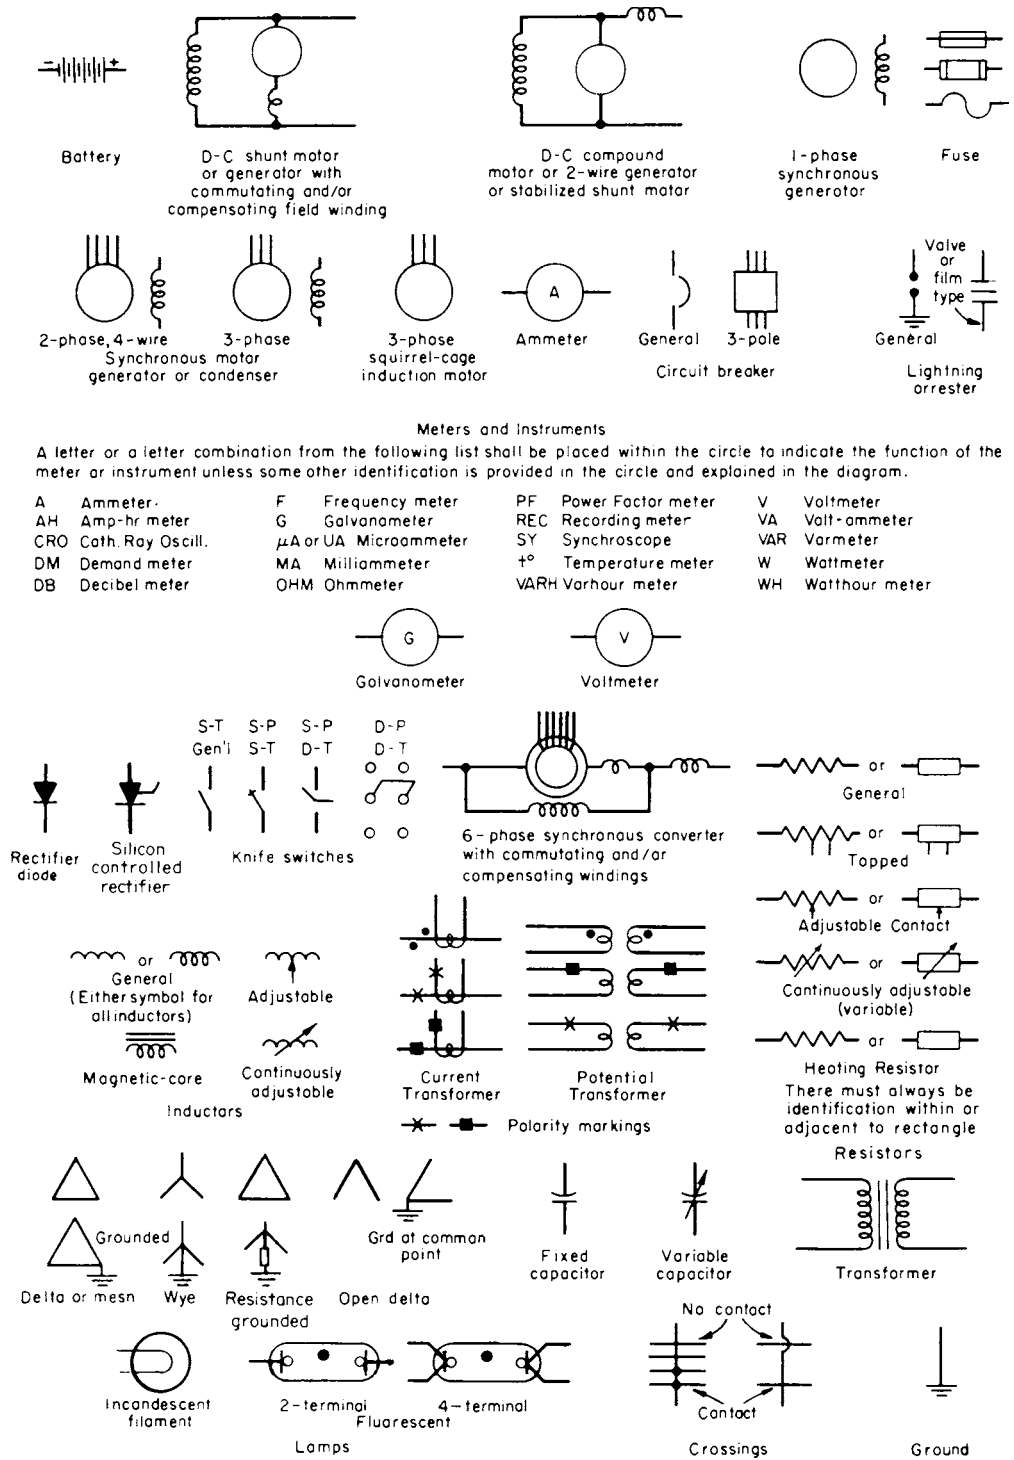 - +
Battery
D-C shunt motor
or generator with
commutating and/or
compensating field winding
D-C compound
motor or 2-wire generator
or stabilized shunt motor
1-phase
synchronous
generator
Fuse
2-phase, 4-wire
3-phase
Synchronous motor
generator or condenser
3-phase
squirrel-cage
induction motor
A
Ammeter
General
3-pole
Circuit breaker
Valve
or
film
type
General
Lightning
arrester
Meters and Instruments
A letter or a letter combination from the following list shall be placed within the circle to indicate the function of the
meter or instrument unless some other identification is provided in the circle and explained in the diagram.
A Ammeter
AH Amp-hr meter
CRO Cath. Ray Oscill.
DM Demand meter
DB Decibel meter
F Frequency meter
G Galvanometer
μA or UA Microammeter
MA Milliammeter
OHM Ohmmeter
PF Power Factor meter
REC Recording meter
SY Synchroscope
t° Temperature meter
VARH Varhour meter
V Voltmeter
VA Volt-ammeter
VAR Varmeter
W Wattmeter
WH Watthour meter
G
Galvanometer
V
Voltmeter
Rectifier
diode
Silicon
controlled
rectifier
S-T
Gen'l
S-P
S-T
S-P
D-T
D-P
D-T
Knife switches
6-phase synchronous converter
with commutating and/or
compensating windings
or
General
or
Tapped
or
Adjustable Contact
or
Continuously adjustable
(variable)
or
Heating Resistor
There must always be
identification within or
adjacent to rectangle
Resistors
or
General
(Either symbol for
all inductors)
Adjustable
Magnetic-core
Continuously
adjustable
Inductors
Current
Transformer
Potential
Transformer
Polarity markings
Grounded
Delta or mesh
Wye
Resistance
grounded
Grd at common
point
Open delta
Fixed
capacitor
Variable
capacitor
Transformer
Incandescent
filament
2-terminal
4-terminal
Fluorescent
Lamps
No contact
Contact
Crossings
Ground